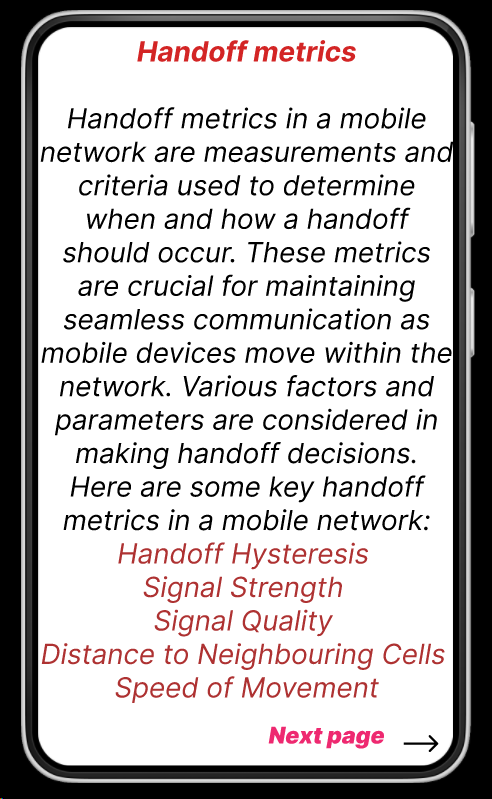 Handoff metrics
Handoff metrics in a mobile
network are measurements and
criteria used to determine
when and how a handoff
should occur. These metrics
are crucial for maintaining
seamless communication as
mobile devices move within the
network. Various factors and
parameters are considered in
making handoff decisions.
Here are some key handoff
metrics in a mobile network:
Handoff Hysteresis
Signal Strength
Signal Quality
Distance to Neighbouring Cells
Speed of Movement
Next page